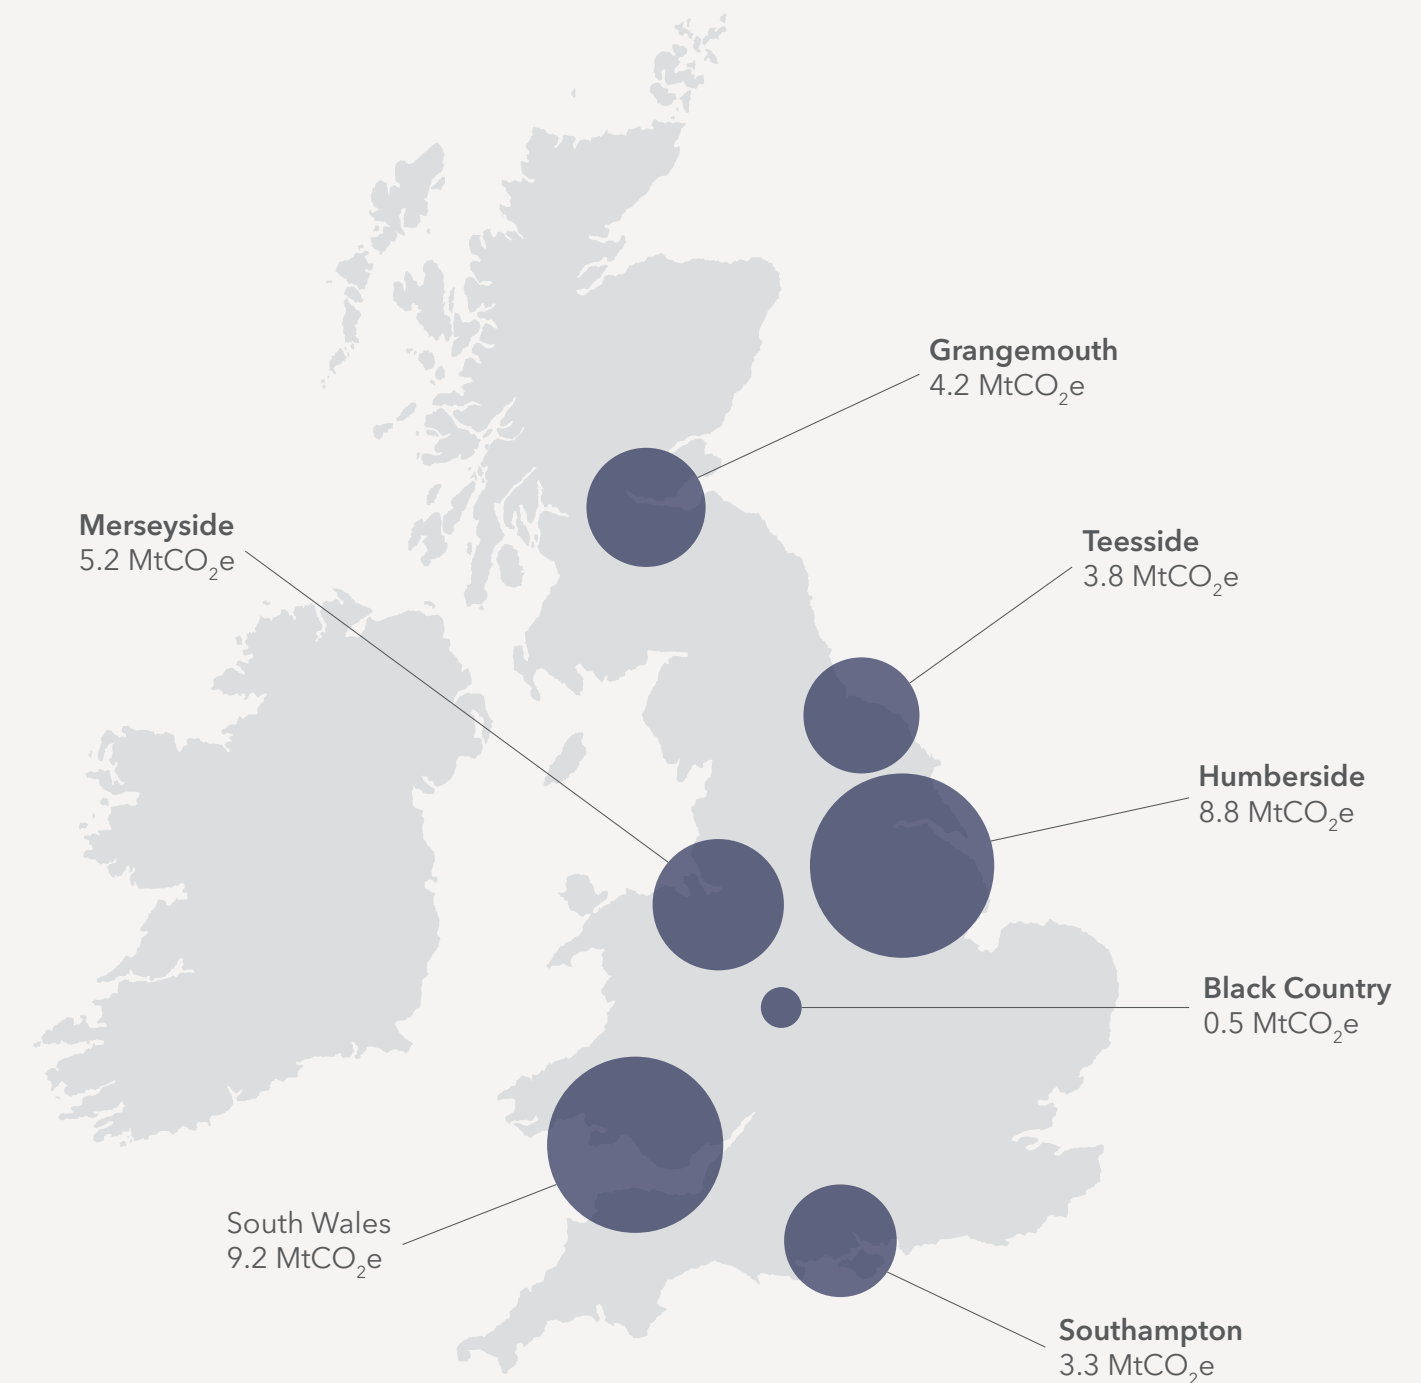 Grangemouth
4.2 MtCO₂e
Merseyside
5.2 MtCO₂e
Teesside
3.8 MtCO₂e
Humberside
8.8 MtCO₂e
Black Country
0.5 MtCO₂e
South Wales
9.2 MtCO₂e
Southampton
3.3 MtCO₂e